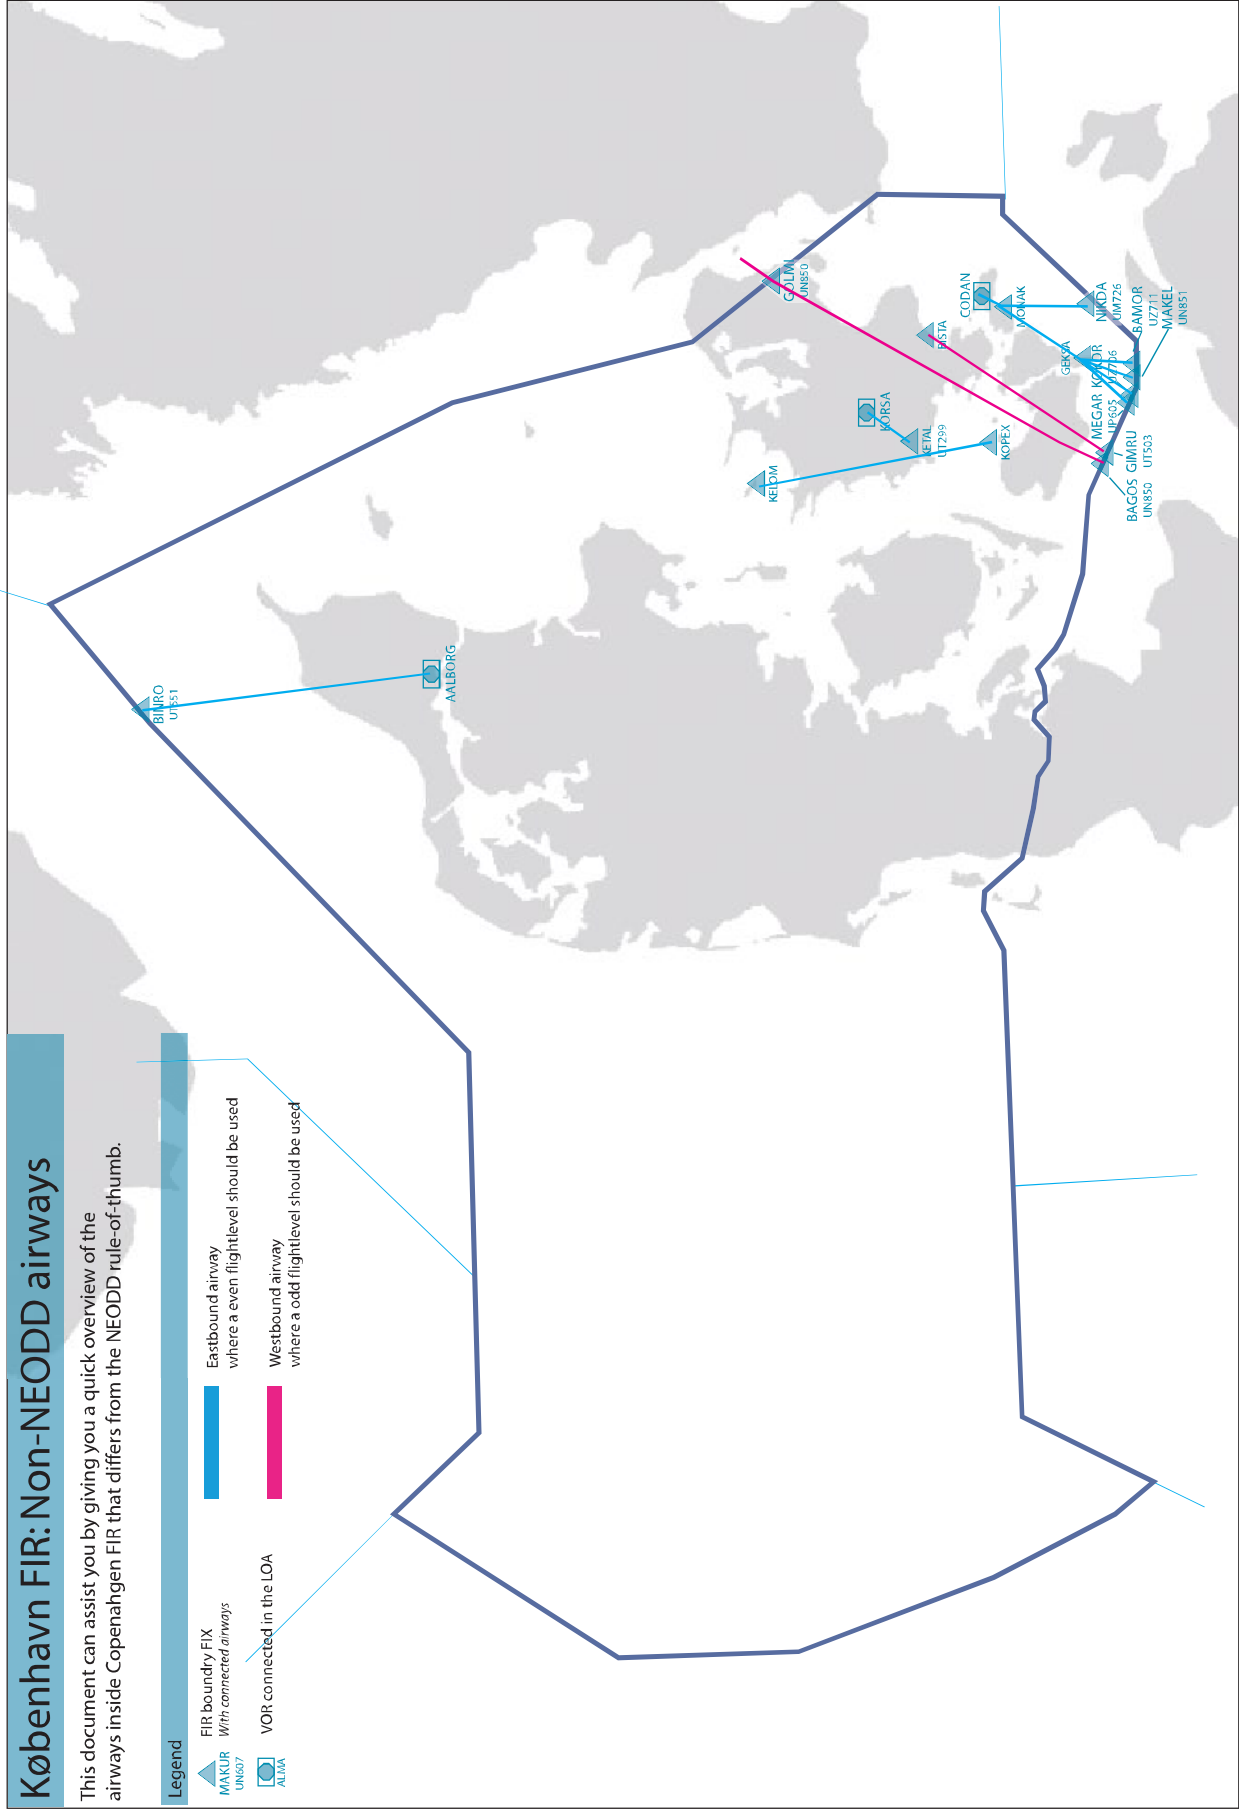 København FIR: Non-NEODD airways
This document can assist you by giving you a quick overview of the
airways inside Copenahgen FIR that differs from the NEODD rule-of-thumb.
Legend
MAKUR
UN607
FIR boundry FIX
With connected airways
ALMA
VOR connected in the LOA
Eastbound airway
where a even flightlevel should be used
Westbound airway
where a odd flightlevel should be used
BINRO
UT551
AALBORG
KELOM
GOLMI
UN850
KORSA
KETAL
UT299
KOPEX
BISTA
CODAN
MONAK
GEKSA
NIKDA
UM726
BAMOR
UZ711
MAKEL
UN851
MEGAR
UP605
UZ706
GIMRU
UT503
BAGOS
UN850